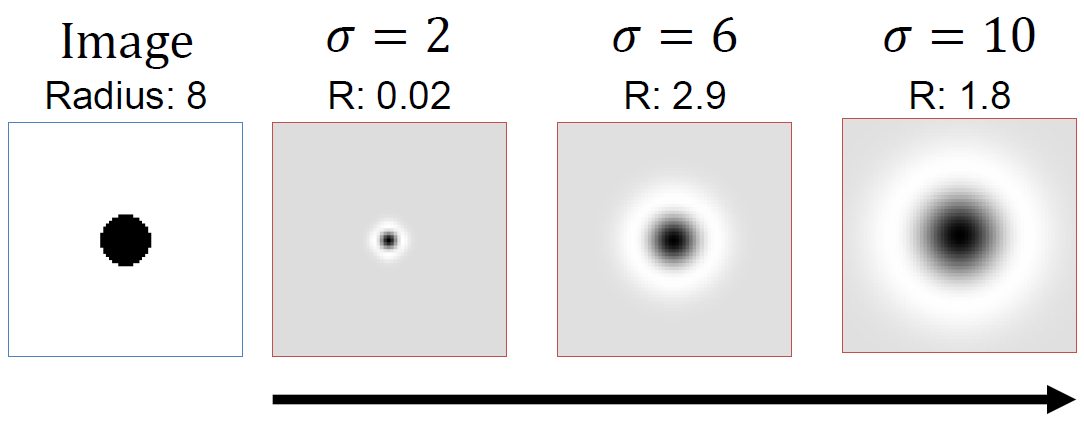 Image
Radius: 8
σ = 2
R: 0.02
σ = 6
R: 2.9
σ = 10
R: 1.8